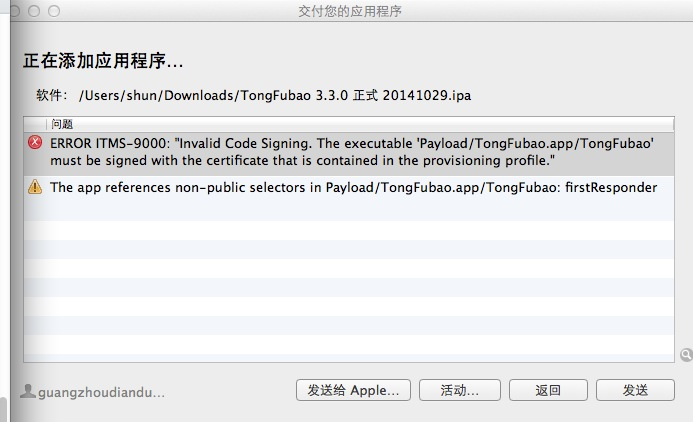 交付您的应用程序
正在添加应用程序...
软件： /Users/shun/Downloads/TongFubao 3.3.0 正式 20141029.ipa
问题
ERROR ITMS-9000: "Invalid Code Signing. The executable 'Payload/TongFubao.app/TongFubao'
must be signed with the certificate that is contained in the provisioning profile."
The app references non-public selectors in Payload/TongFubao.app/TongFubao: firstResponder
guangzhoudiandu...
发送给 Apple... 活动... 返回 发送